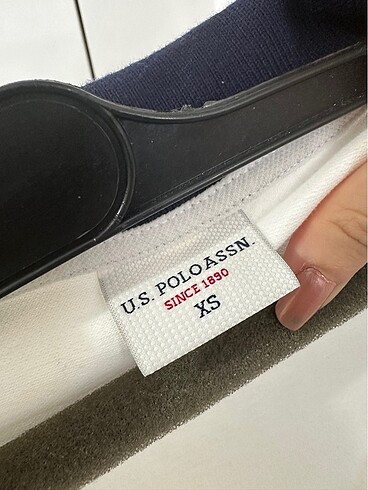 U.S. POLO ASSN.
SINCE 1890
XS